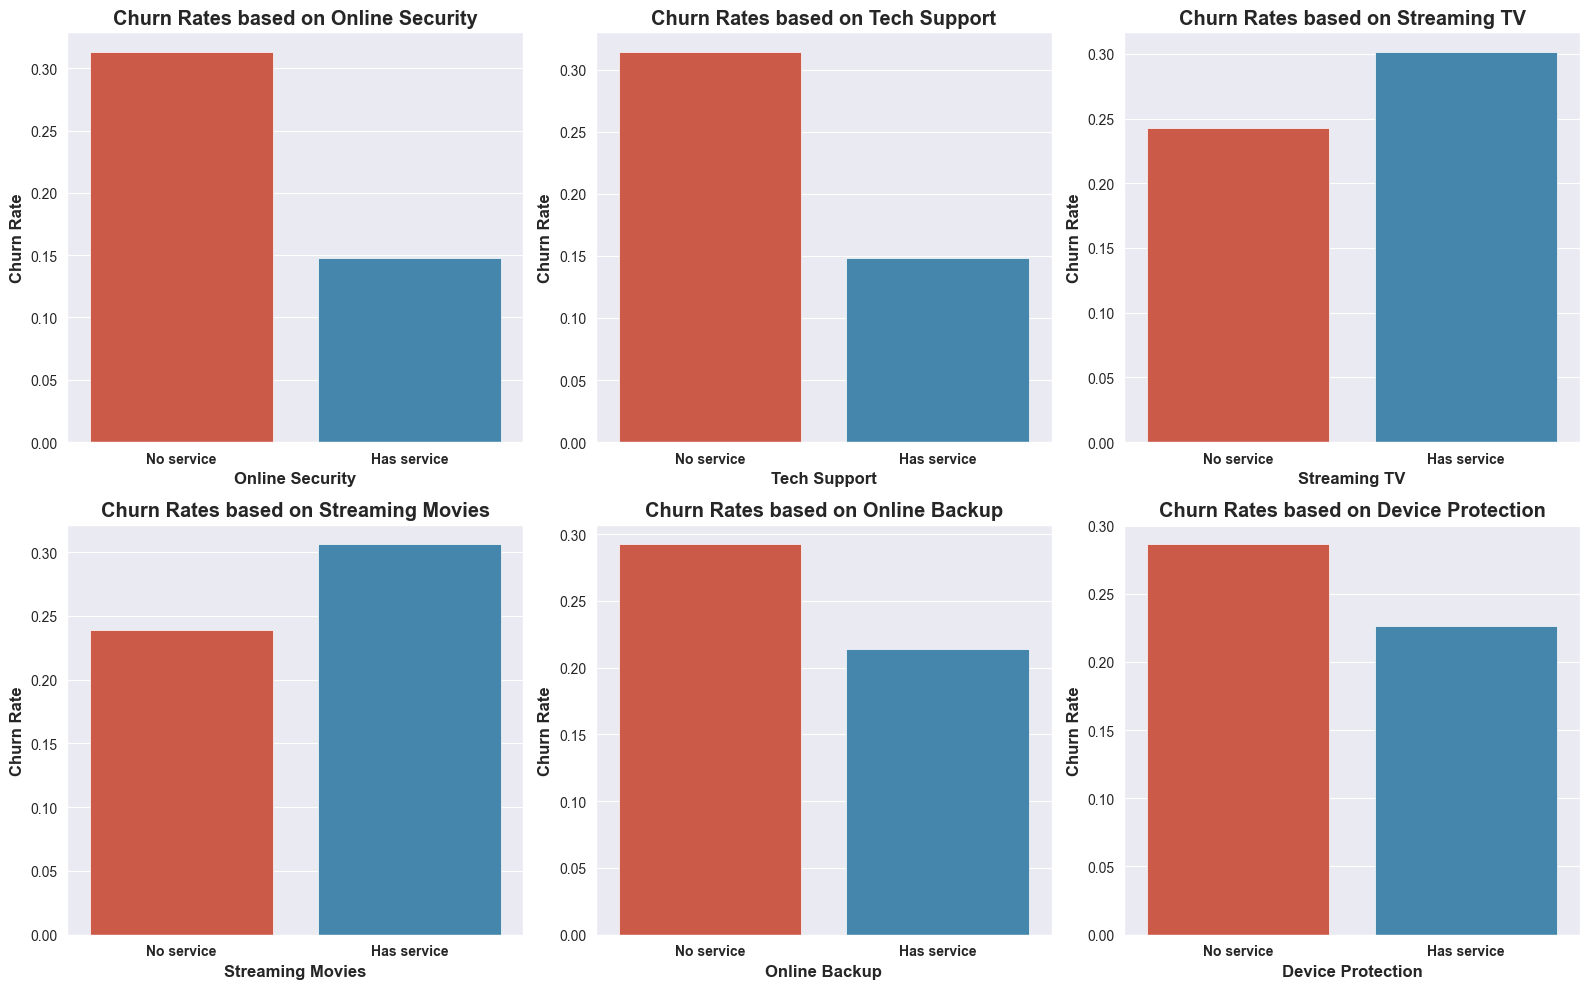 Churn Rates based on Online Security
0.30
0.25
0.20
0.15
0.10
0.05
0.00
Churn Rate
No service
Has service
Online Security
Churn Rates based on Tech Support
0.30
0.25
0.20
0.15
0.10
0.05
0.00
Churn Rate
No service
Has service
Tech Support
Churn Rates based on Streaming TV
0.30
0.25
0.20
0.15
0.10
0.05
0.00
Churn Rate
No service
Has service
Streaming TV
Churn Rates based on Streaming Movies
0.30
0.25
0.20
0.15
0.10
0.05
0.00
Churn Rate
No service
Has service
Streaming Movies
Churn Rates based on Online Backup
0.30
0.25
0.20
0.15
0.10
0.05
0.00
Churn Rate
No service
Has service
Online Backup
Churn Rates based on Device Protection
0.30
0.25
0.20
0.15
0.10
0.05
0.00
Churn Rate
No service
Has service
Device Protection